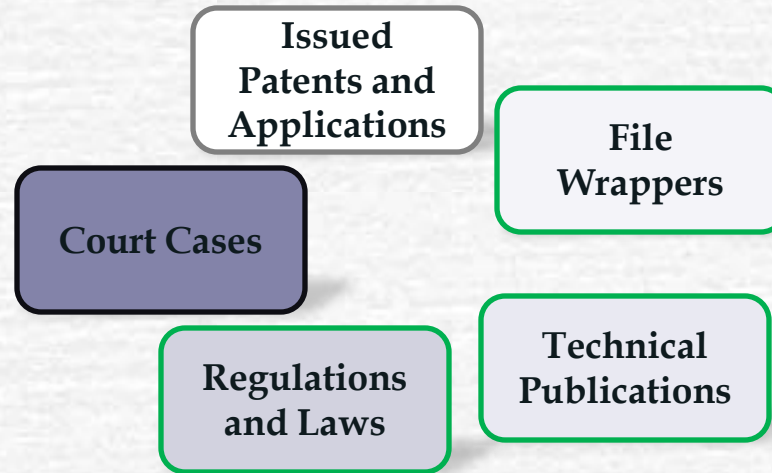 Issued
Patents and
Applications
File
Wrappers
Court Cases
Technical
Publications
Regulations
and Laws